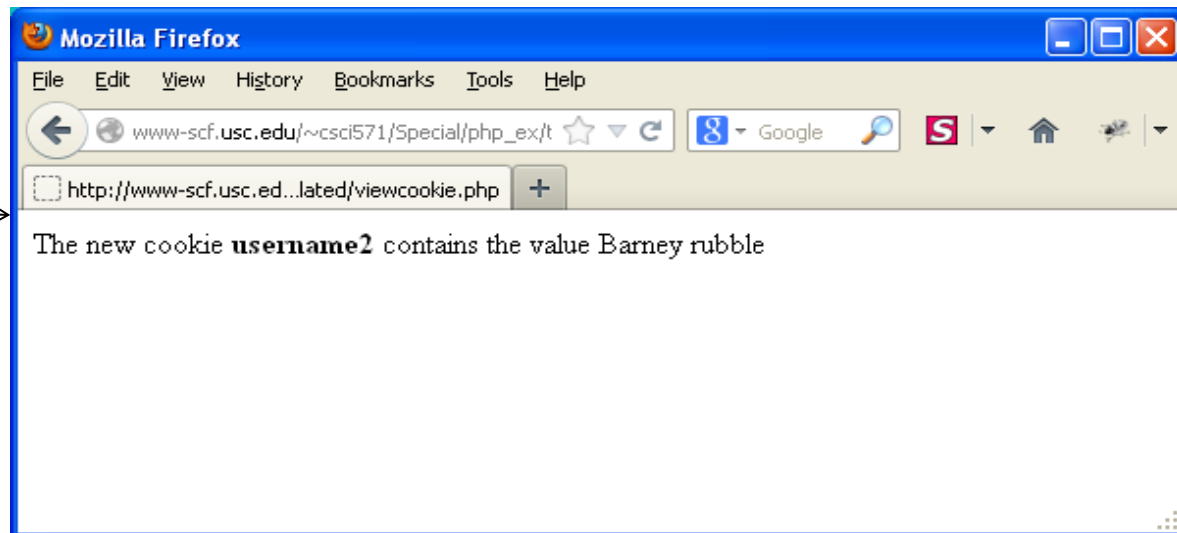 Mozilla Firefox
File Edit View History Bookmarks Tools Help
www-scf.usc.edu/~csci571/Special/php_ex/t 8 Google S
http://www-scf.usc.ed...lated/viewcookie.php +
The new cookie username2 contains the value Barney rubble